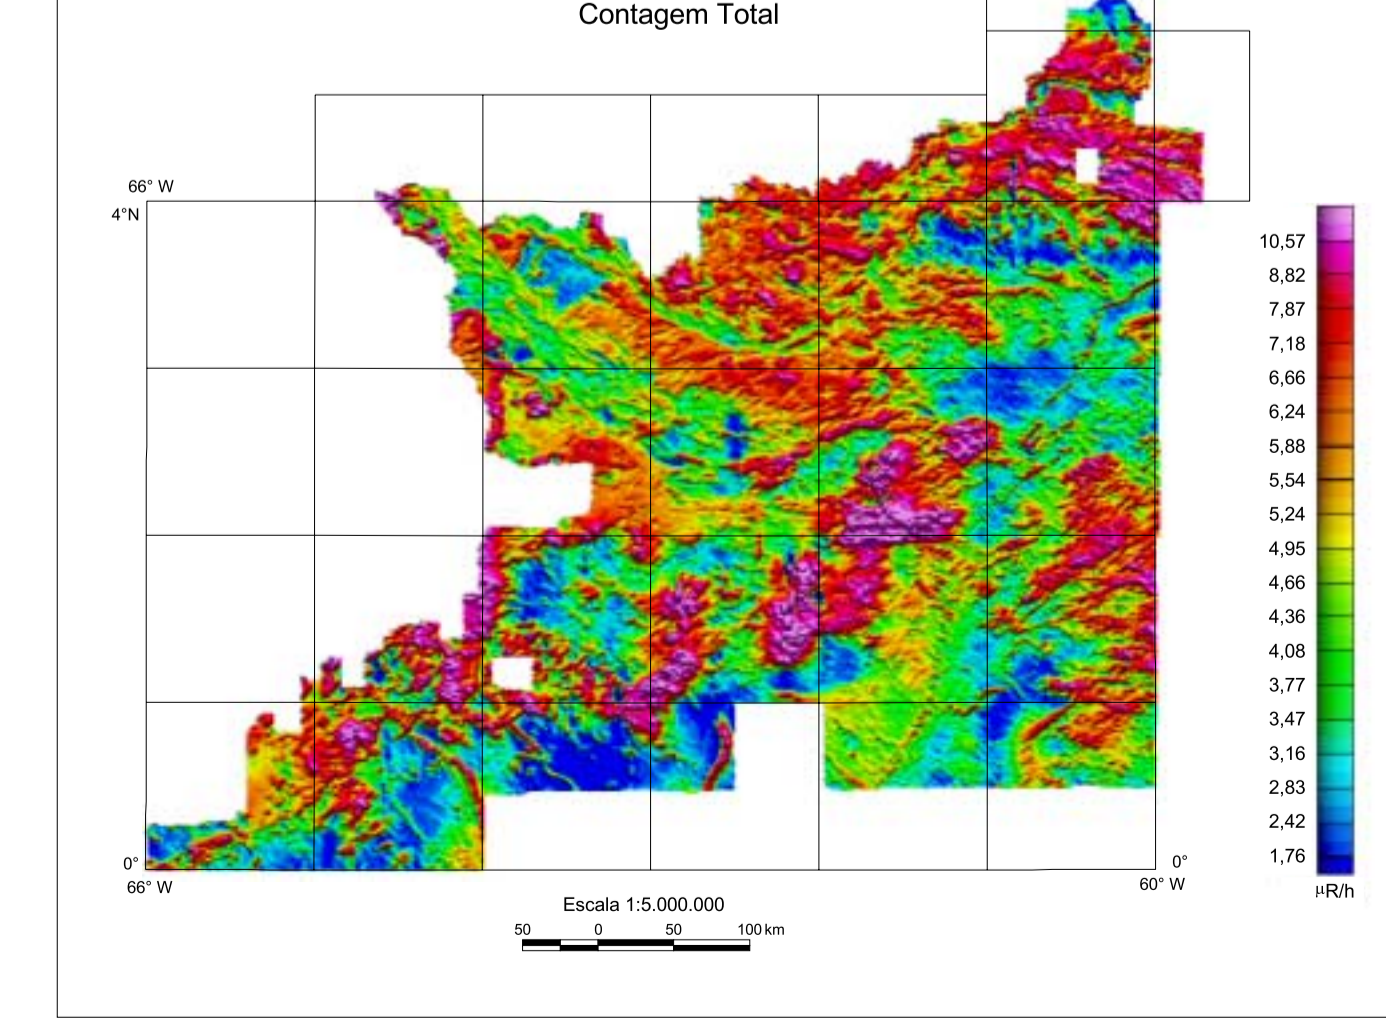 Contagem Total
66° W
4°N
10,57
8,82
7,87
7,18
6,66
6,24
5,88
5,54
5,24
4,95
4,66
4,36
4,08
3,77
3,47
3,16
2,83
2,42
1,76
µR/h
0°
0°
66° W
60° W
Escala 1:5.000.000
50 0 50 100 km